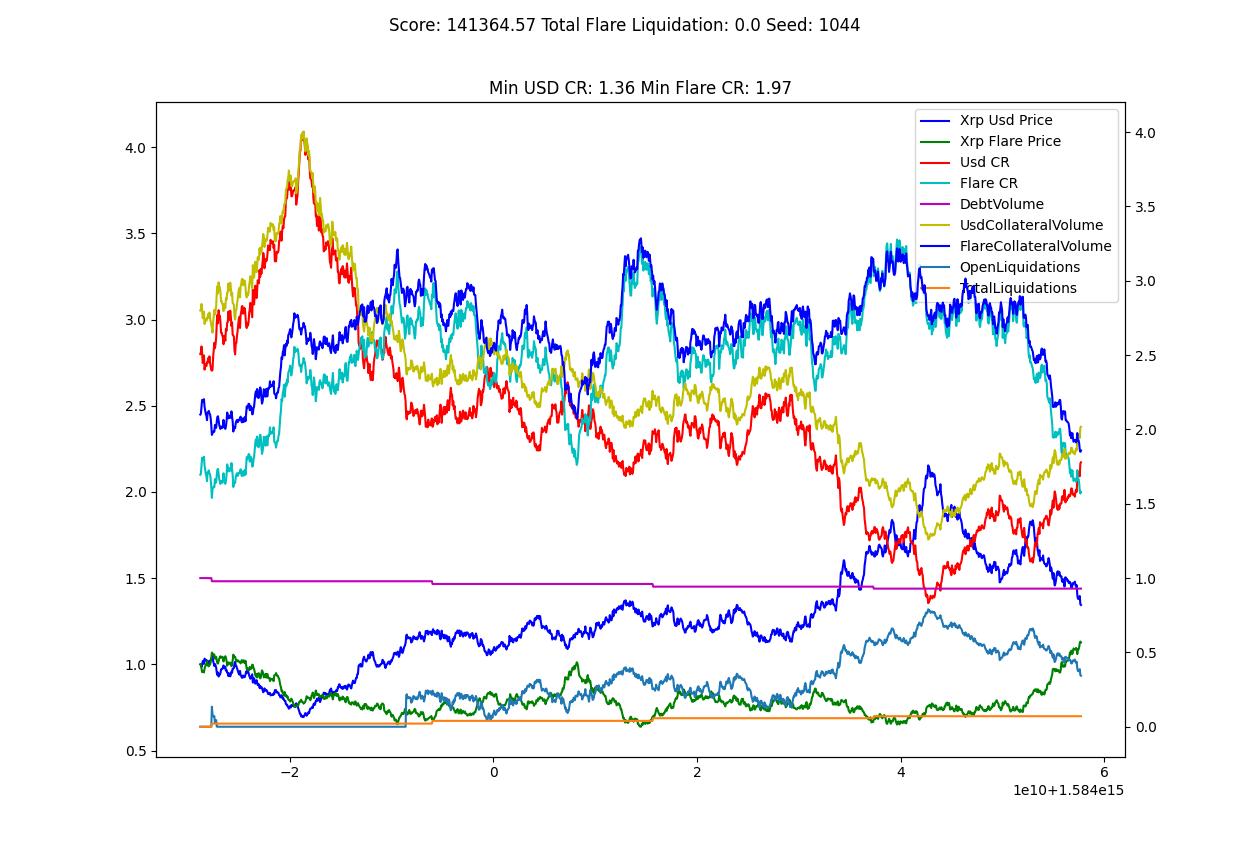 Score: 141364.57 Total Flare Liquidation: 0.0 Seed: 1044
Min USD CR: 1.36 Min Flare CR: 1.97
4.0
3.5
3.0
2.5
2.0
1.5
1.0
0.5
Xrp Usd Price
Xrp Flare Price
Usd CR
Flare CR
DebtVolume
UsdCollateralVolume
FlareCollateralVolume
OpenLiquidations
TotalLiquidations
4.0
3.5
3.0
2.5
2.0
1.5
1.0
0.5
0.0
−2
0
2
4
6
1e10+1.584e15